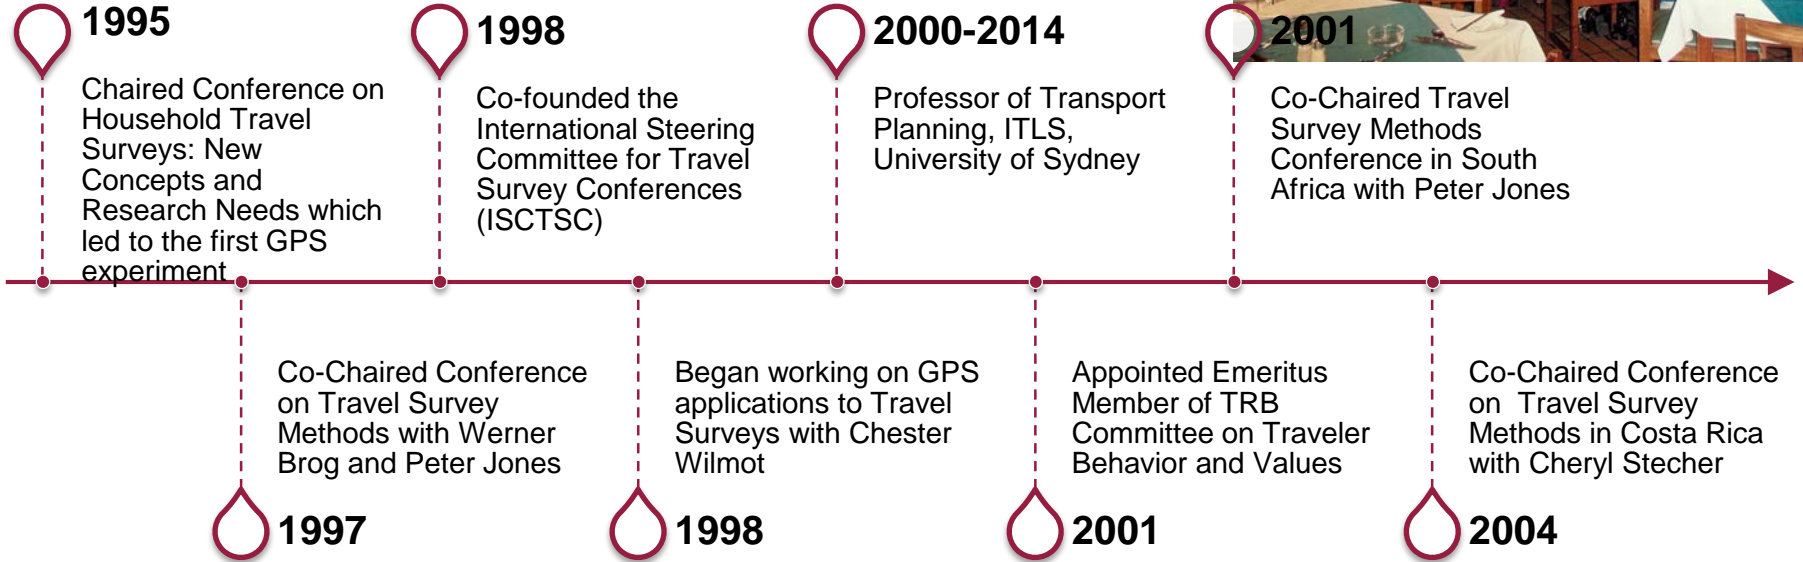 1995
Chaired Conference on
Household Travel
Surveys: New
Concepts and
Research Needs which
led to the first GPS
experiment
1998
Co-founded the
International Steering
Committee for Travel
Survey Conferences
(ISCTSC)
2000-2014
Professor of Transport
Planning, ITLS,
University of Sydney
2001
Co-Chaired Travel
Survey Methods
Conference in South
Africa with Peter Jones
Co-Chaired Conference
on Travel Survey
Methods with Werner
Brog and Peter Jones
1997
Began working on GPS
applications to Travel
Surveys with Chester
Wilmot
1998
Appointed Emeritus
Member of TRB
Committee on Traveler
Behavior and Values
2001
Co-Chaired Conference
on  Travel Survey
Methods in Costa Rica
with Cheryl Stecher
2004